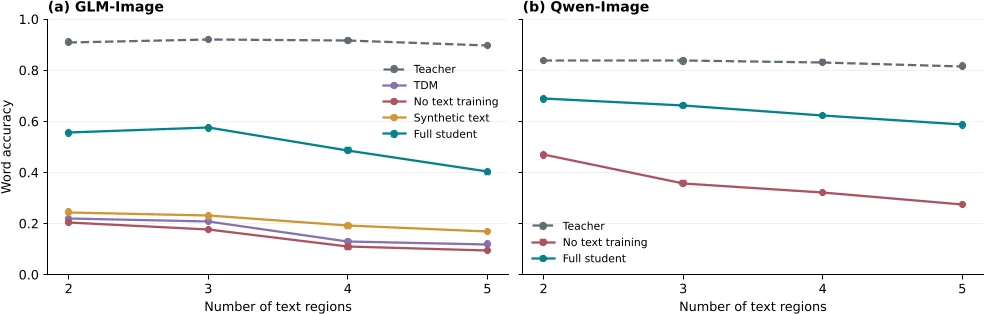 (a) GLM-Image
1.0
0.8
0.6
0.4
0.2
0.0
Word accuracy
Teacher
TDM
No text training
Synthetic text
Full student
2 3 4 5
Number of text regions
(b) Qwen-Image
Teacher
No text training
Full student
2 3 4 5
Number of text regions